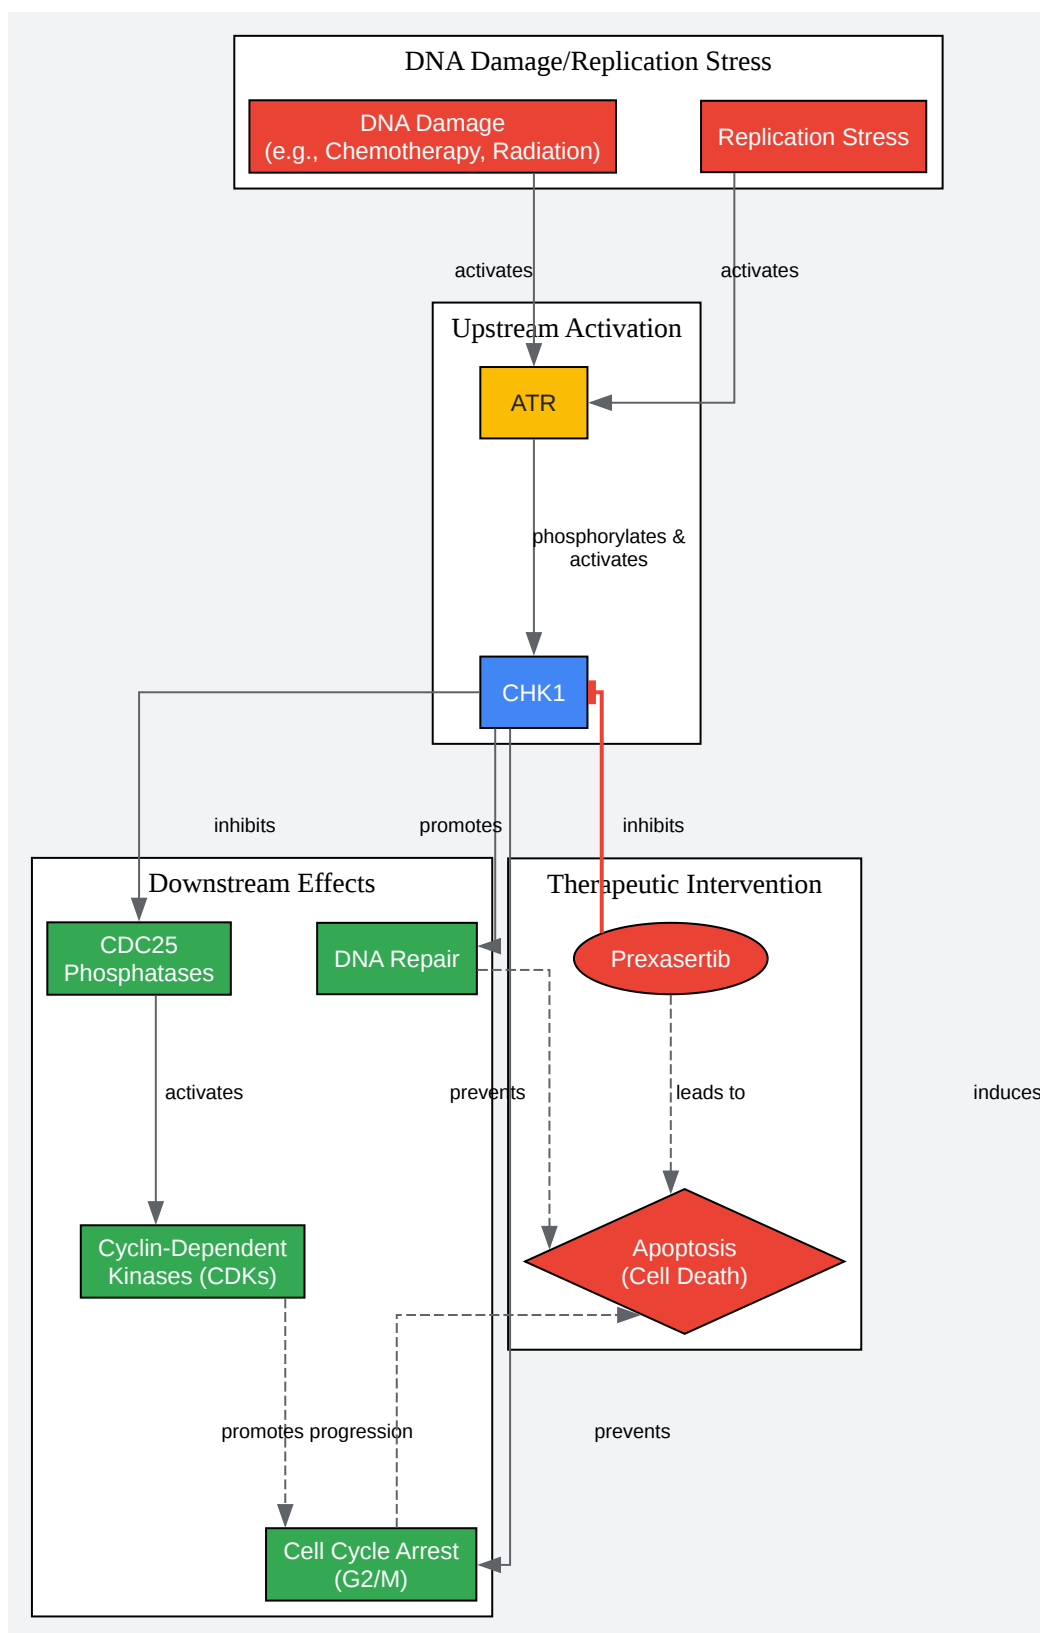 DNA Damage/Replication Stress
DNA Damage
(e.g., Chemotherapy, Radiation)
Replication Stress
activates
activates
Upstream Activation
ATR
phosphorylates &
activates
CHK1
inhibits
promotes
inhibits
Downstream Effects
Therapeutic Intervention
CDC25
Phosphatases
DNA Repair
Prexasertib
activates
prevents
leads to
induces
Cyclin-Dependent
Kinases (CDKs)
Apoptosis
(Cell Death)
promotes progression
prevents
Cell Cycle Arrest
(G2/M)